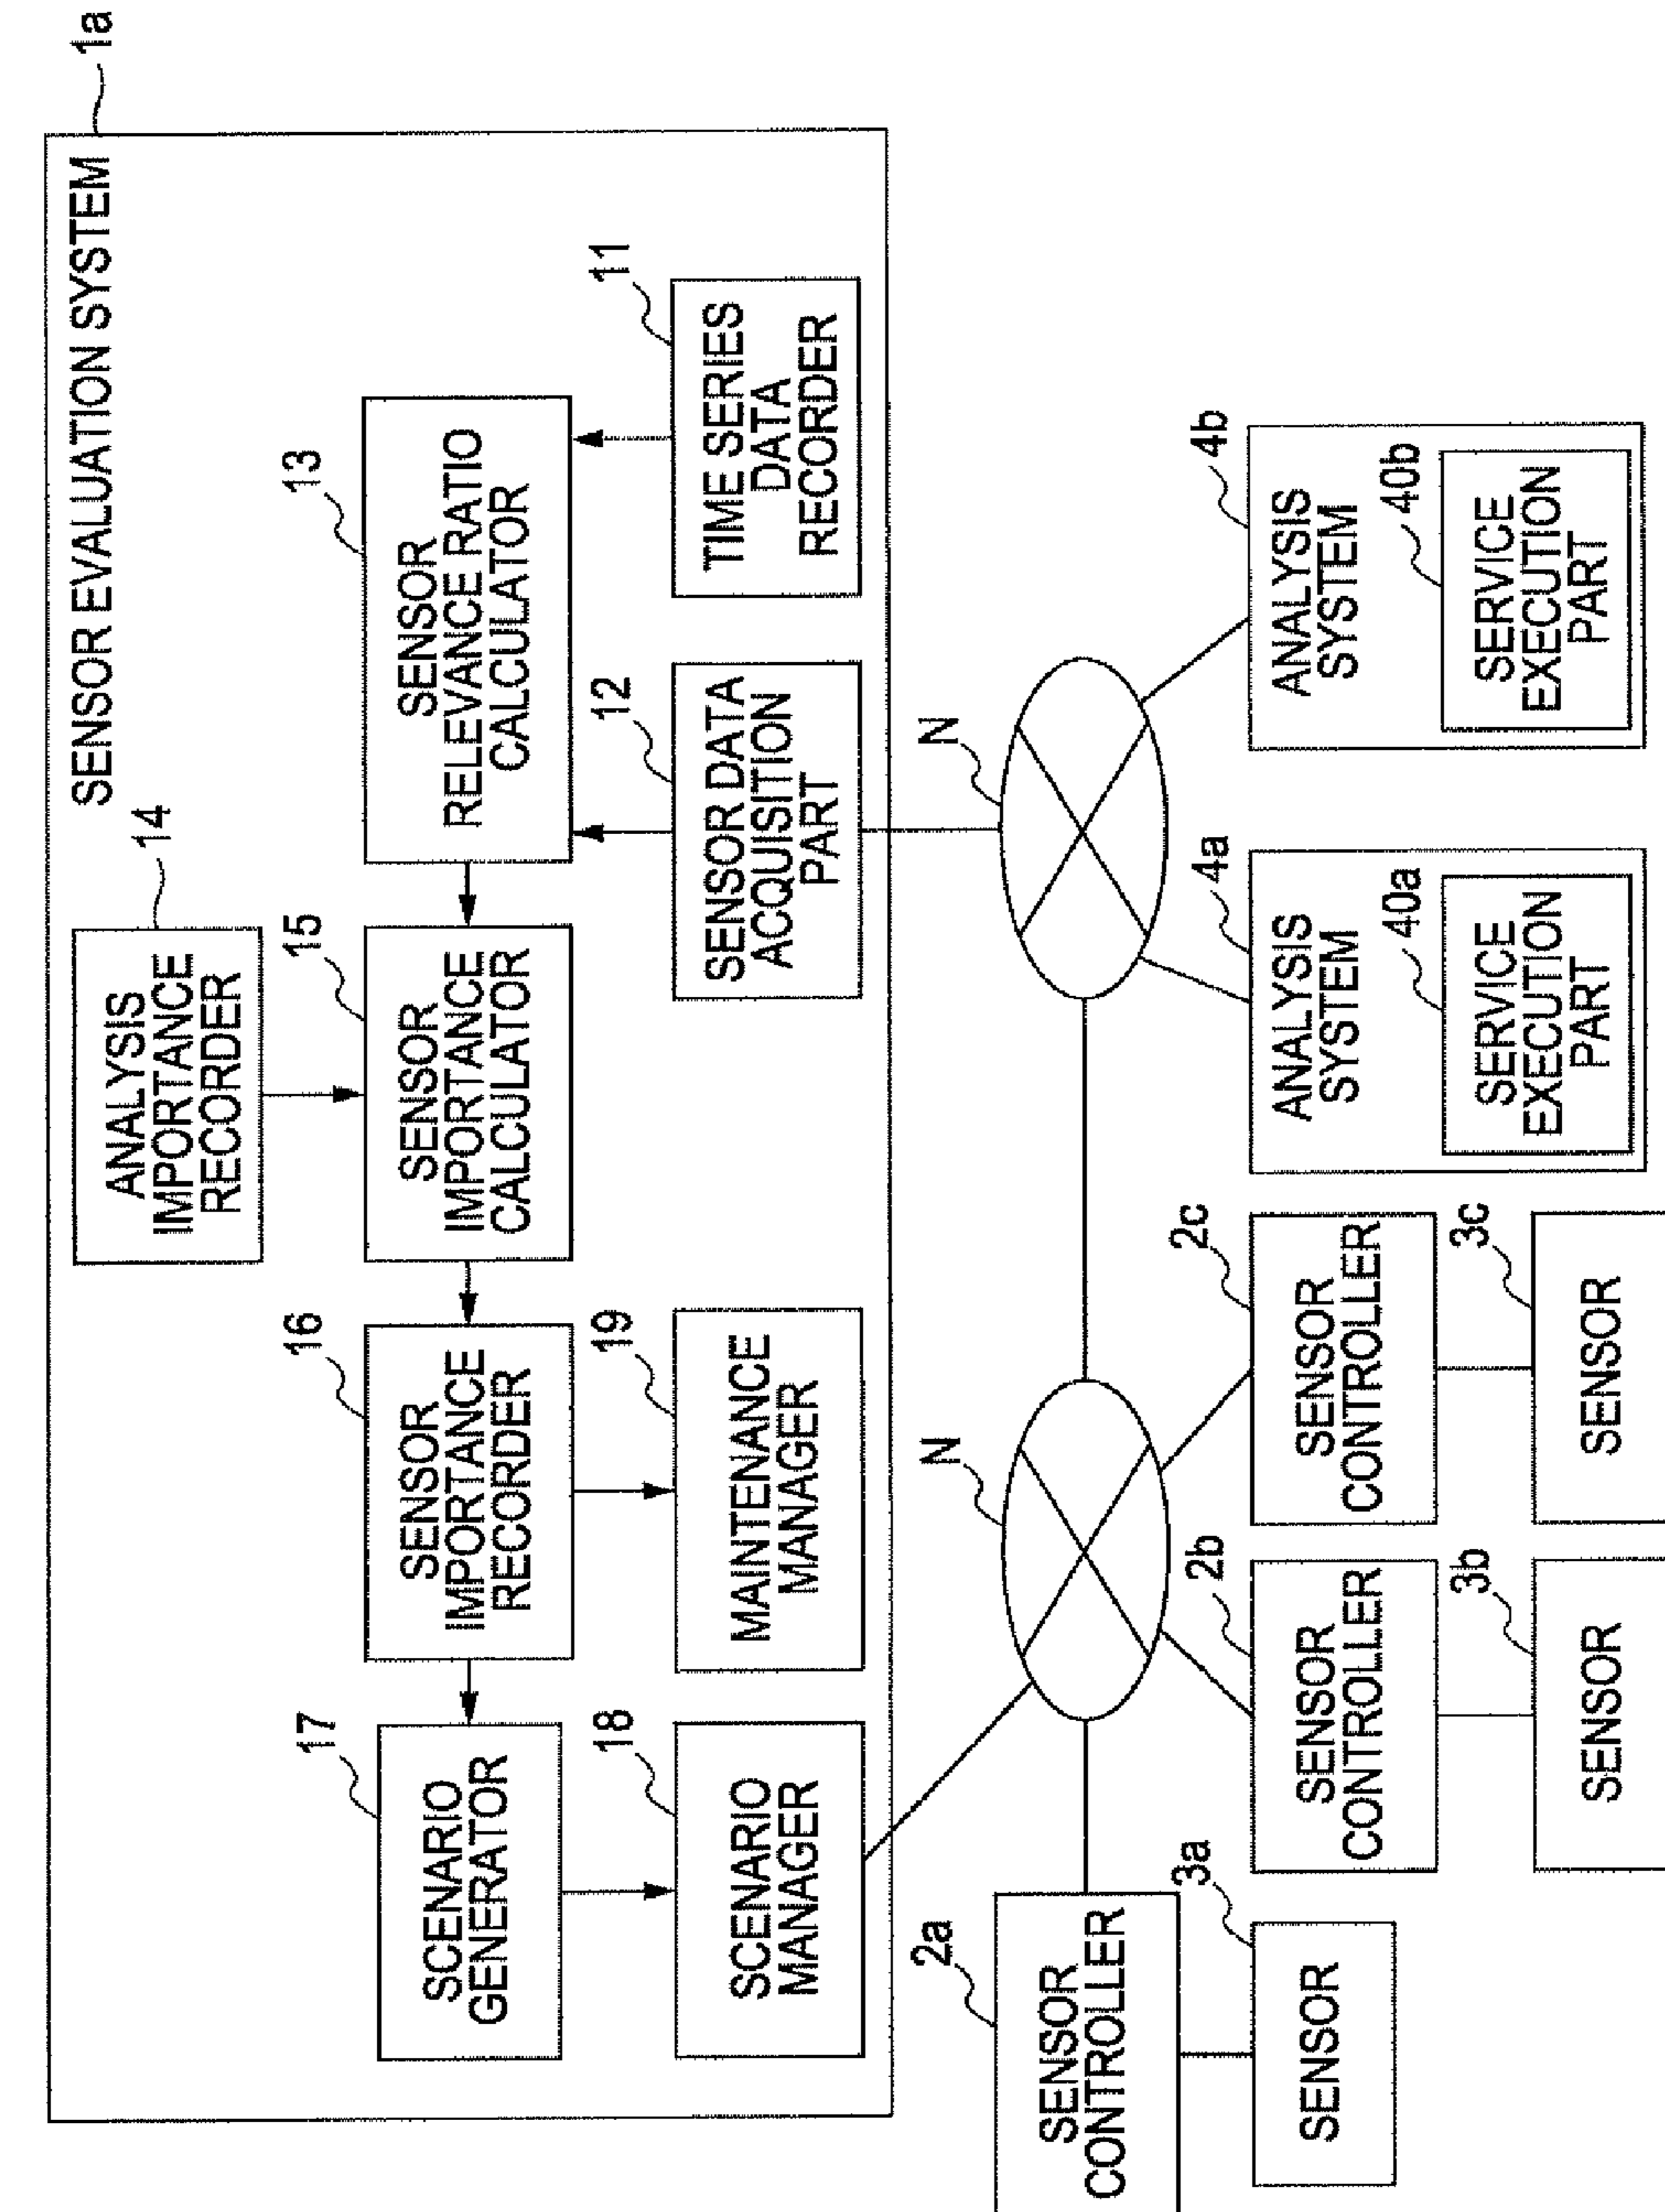 1a
SENSOR EVALUATION SYSTEM
14
ANALYSIS
IMPORTANCE
RECORDER
17
SCENARIO
GENERATOR
16
SENSOR
IMPORTANCE
RECORDER
15
SENSOR
IMPORTANCE
CALCULATOR
13
SENSOR
RELEVANCE RATIO
CALCULATOR
18
SCENARIO
MANAGER
19
MAINTENANCE
MANAGER
12
SENSOR DATA
ACQUISITION
PART
11
TIME SERIES
DATA
RECORDER
N
N
2a
SENSOR
CONTROLLER
2b
SENSOR
CONTROLLER
2c
SENSOR
CONTROLLER
4a
ANALYSIS
SYSTEM
40a
SERVICE
EXECUTION
PART
4b
ANALYSIS
SYSTEM
40b
SERVICE
EXECUTION
PART
3a
SENSOR
3b
SENSOR
3c
SENSOR